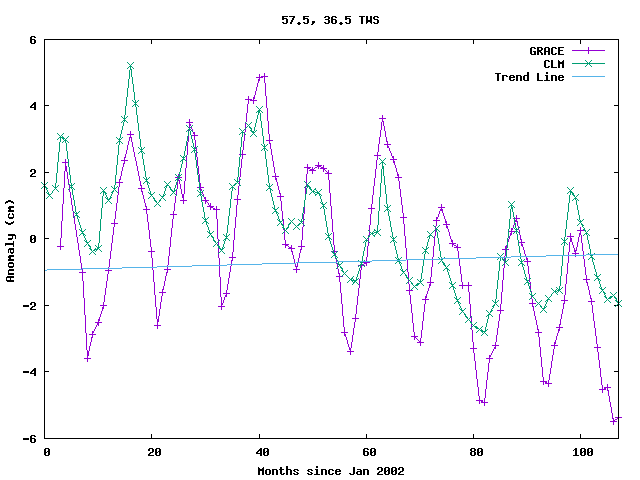 57.5, 36.5 TWS
GRACE
CLM
Trend Line
Anomaly (cm)
6
4
2
0
-2
-4
-6
0 20 40 60 80 100
Months since Jan 2002